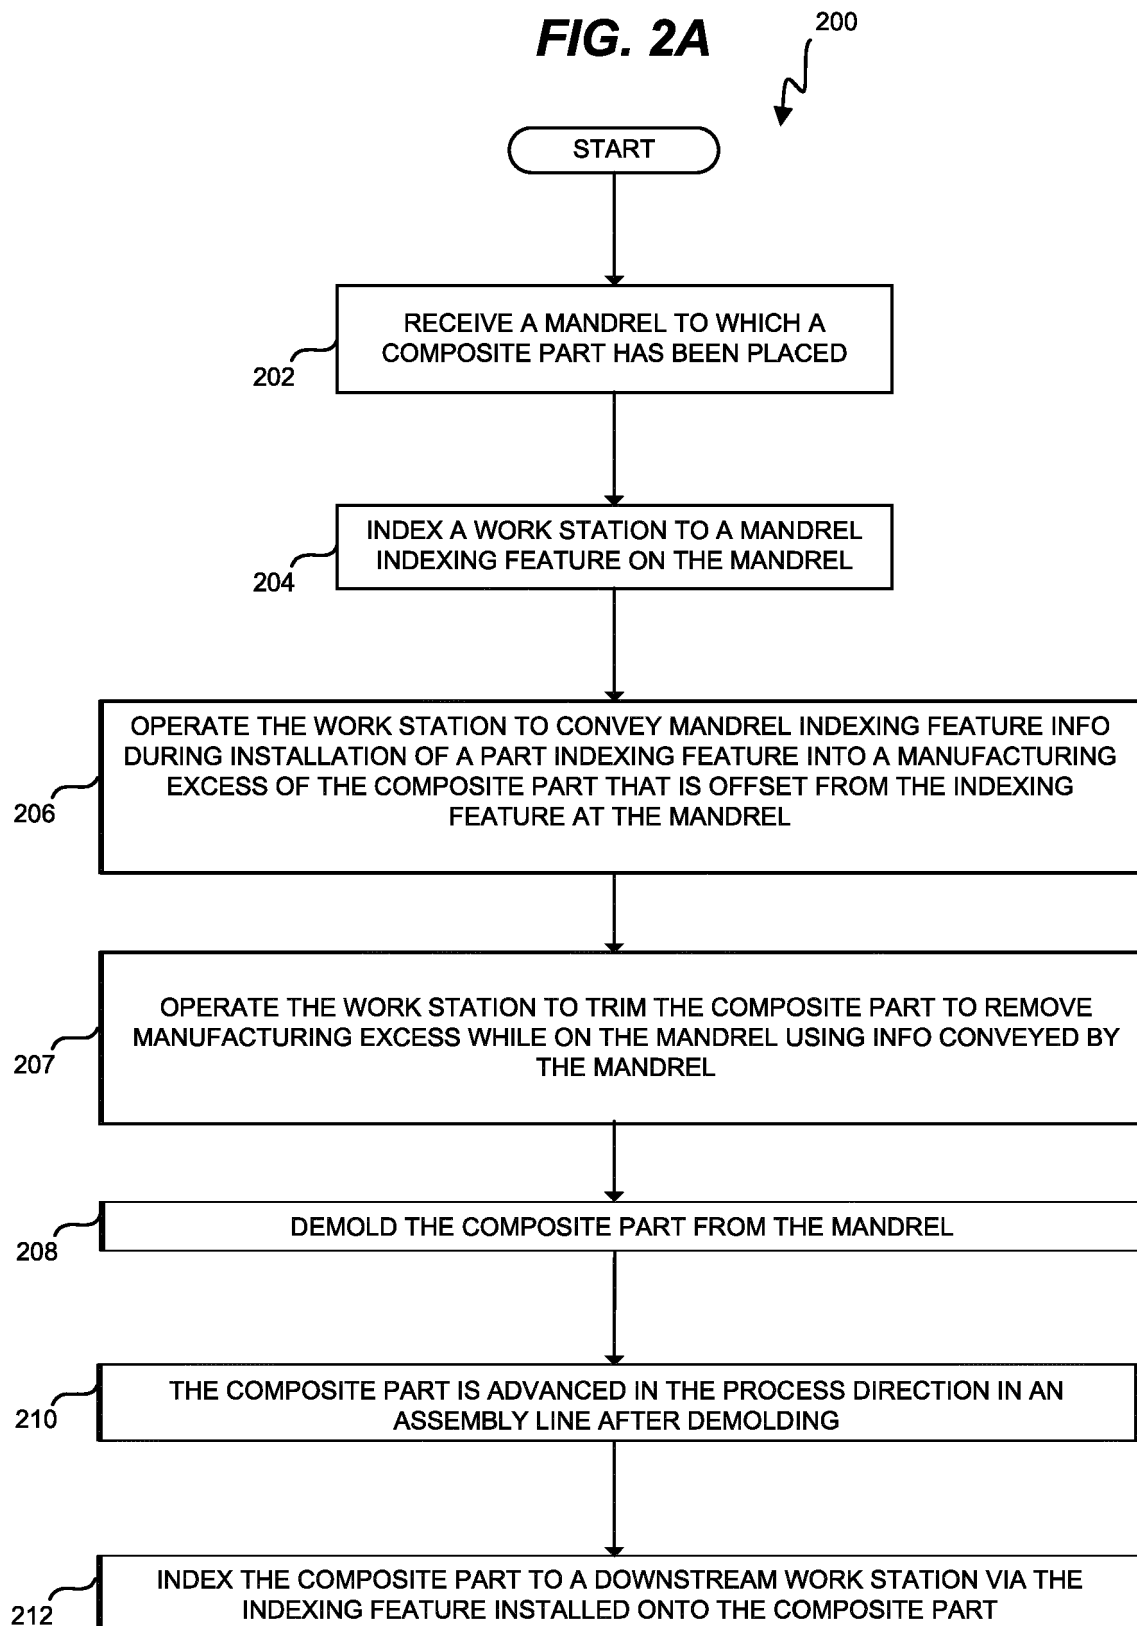 FIG. 2A
200
START
RECEIVE A MANDREL TO WHICH A
COMPOSITE PART HAS BEEN PLACED
202
INDEX A WORK STATION TO A MANDREL
INDEXING FEATURE ON THE MANDREL
204
OPERATE THE WORK STATION TO CONVEY MANDREL INDEXING FEATURE INFO
DURING INSTALLATION OF A PART INDEXING FEATURE INTO A MANUFACTURING
EXCESS OF THE COMPOSITE PART THAT IS OFFSET FROM THE INDEXING
FEATURE AT THE MANDREL
206
OPERATE THE WORK STATION TO TRIM THE COMPOSITE PART TO REMOVE
MANUFACTURING EXCESS WHILE ON THE MANDREL USING INFO CONVEYED BY
THE MANDREL
207
DEMOLD THE COMPOSITE PART FROM THE MANDREL
208
THE COMPOSITE PART IS ADVANCED IN THE PROCESS DIRECTION IN AN
ASSEMBLY LINE AFTER DEMOLDING
210
INDEX THE COMPOSITE PART TO A DOWNSTREAM WORK STATION VIA THE
INDEXING FEATURE INSTALLED ONTO THE COMPOSITE PART
212